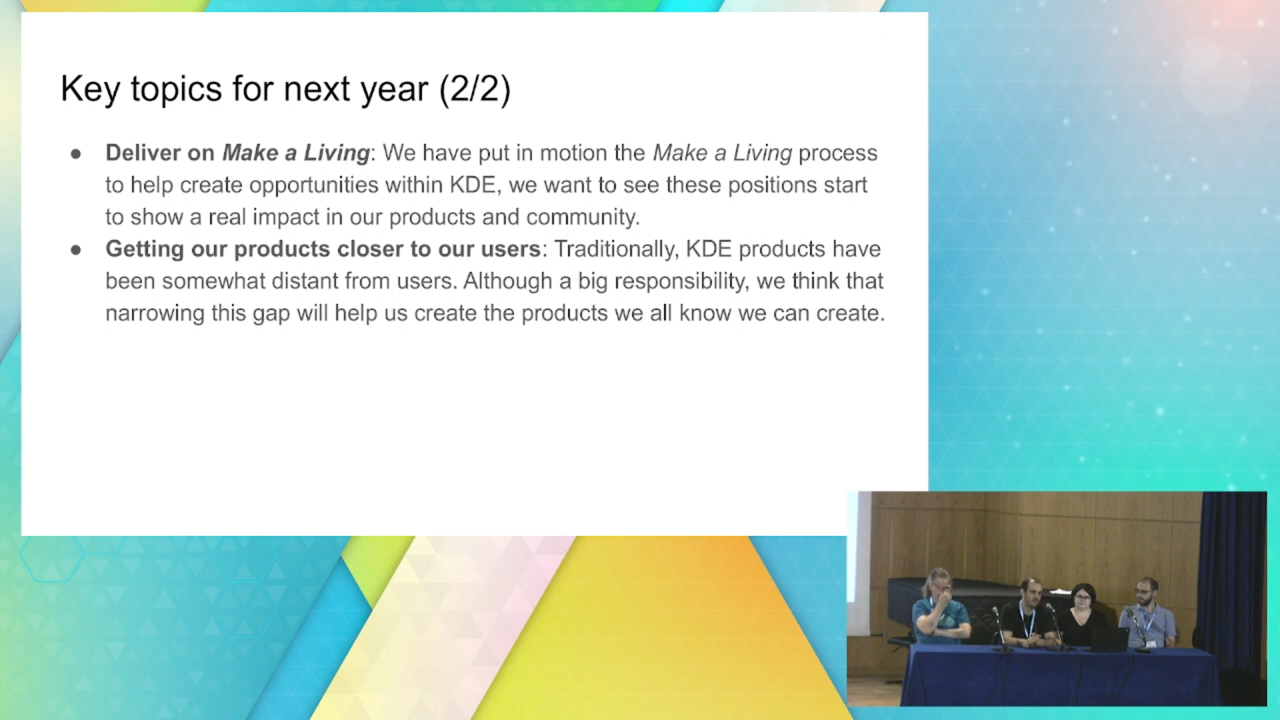 Key topics for next year (2/2)
● Deliver on Make a Living: We have put in motion the Make a Living process
to help create opportunities within KDE, we want to see these positions start
to show a real impact in our products and community.
● Getting our products closer to our users: Traditionally, KDE products have
been somewhat distant from users. Although a big responsibility, we think that
narrowing this gap will help us create the products we all know we can create.